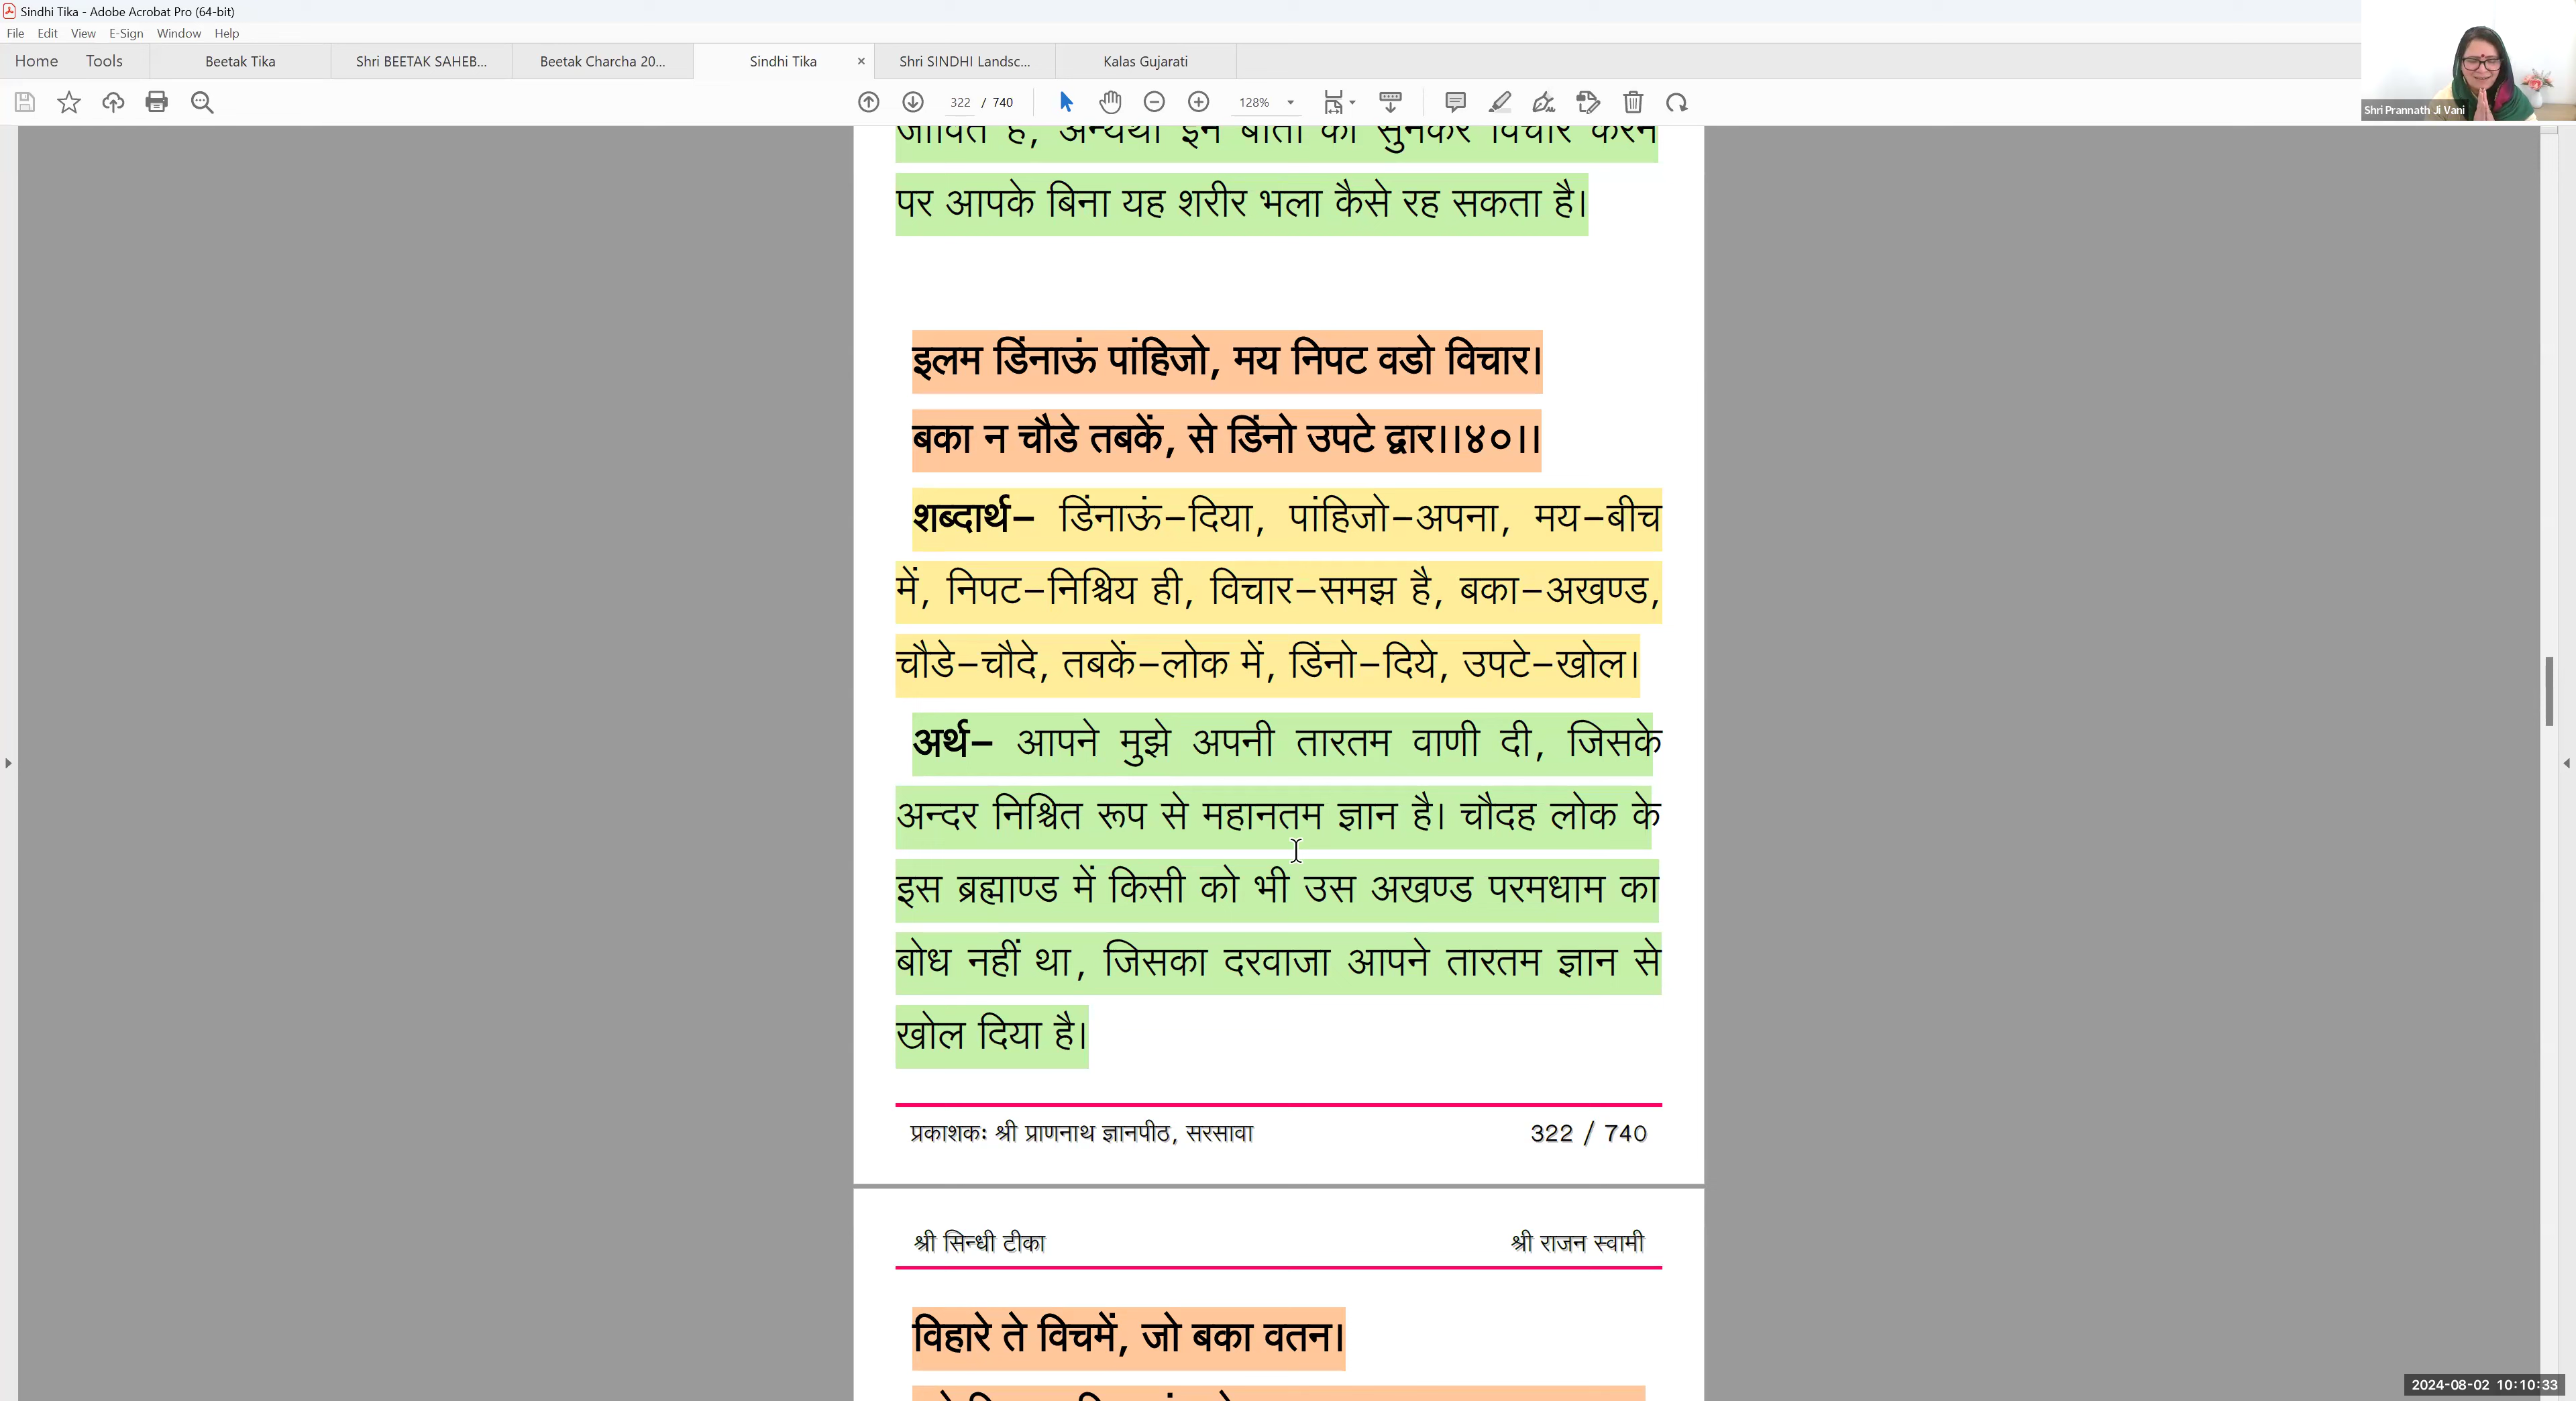 Sindhi Tika - Adobe Acrobat Pro (64-bit)
File Edit View E-Sign Window Help
Home Tools Beetak Tika Shri BEETAK SAHEB... Beetak Charcha 20... Sindhi Tika × Shri SINDHI Landsc... Kalas Gujarati
322 / 740 128%
Shri Prannath Ji Vani
जीवित है, अन्यथा इन बातों को सुनकर विचार करने
पर आपके बिना यह शरीर भला कैसे रह सकता है।
इलम डिंनाऊं पांहिजो, मय निपट वडो विचार।
बका न चौडे तबकें, से डिंनो उपटे द्वार।।४०।।
शब्दार्थ– डिंनाऊं–दिया, पांहिजो–अपना, मय–बीच
में, निपट–निश्चिय ही, विचार–समझ है, बका–अखण्ड,
चौडे–चौदे, तबकें–लोक में, डिंनो–दिये, उपटे–खोल।
अर्थ– आपने मुझे अपनी तारतम वाणी दी, जिसके
अन्दर निश्चित रूप से महानतम ज्ञान है। चौदह लोक के
इस ब्रह्माण्ड में किसी को भी उस अखण्ड परमधाम का
बोध नहीं था, जिसका दरवाजा आपने तारतम ज्ञान से
खोल दिया है।
प्रकाशकः श्री प्राणनाथ ज्ञानपीठ, सरसावा 322 / 740
श्री सिन्धी टीका श्री राजन स्वामी
विहारे ते विचमें, जो बका वतन।
2024-08-02 10:10:33